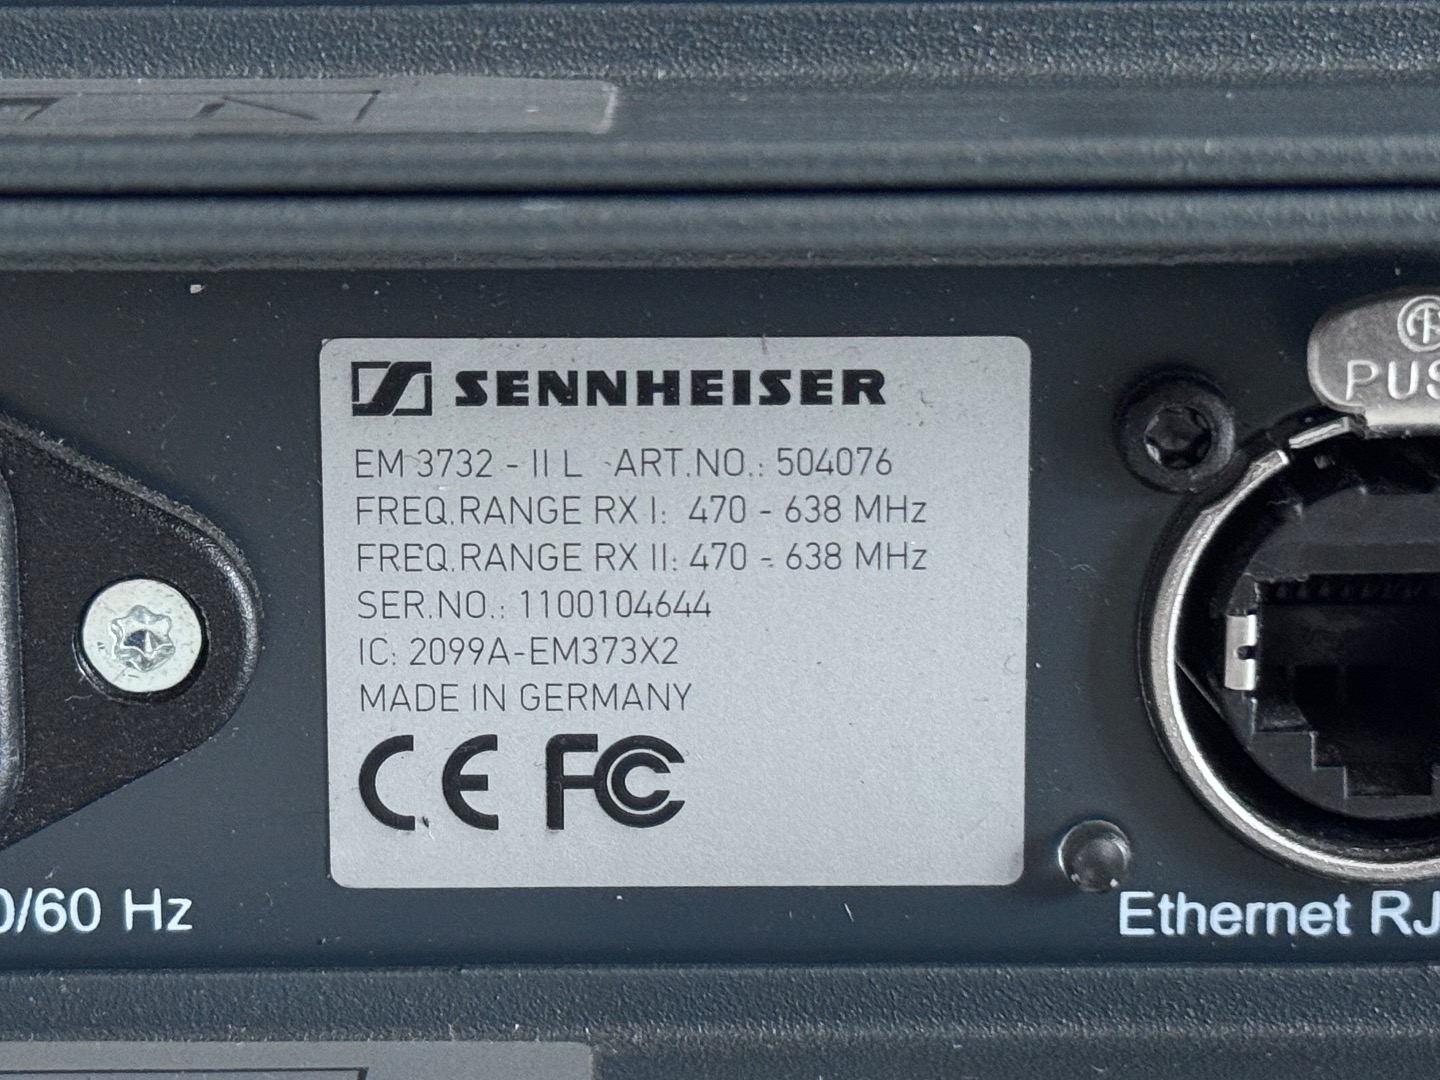 SENNHEISER
EM 3732 - II L ART.NO.: 504076
FREQ.RANGE RX I: 470 - 638 MHz
FREQ.RANGE RX II: 470 - 638 MHz
SER.NO.: 1100104644
IC: 2099A-EM373X2
MADE IN GERMANY
CE FC
PUS
0/60 Hz
Ethernet RJ